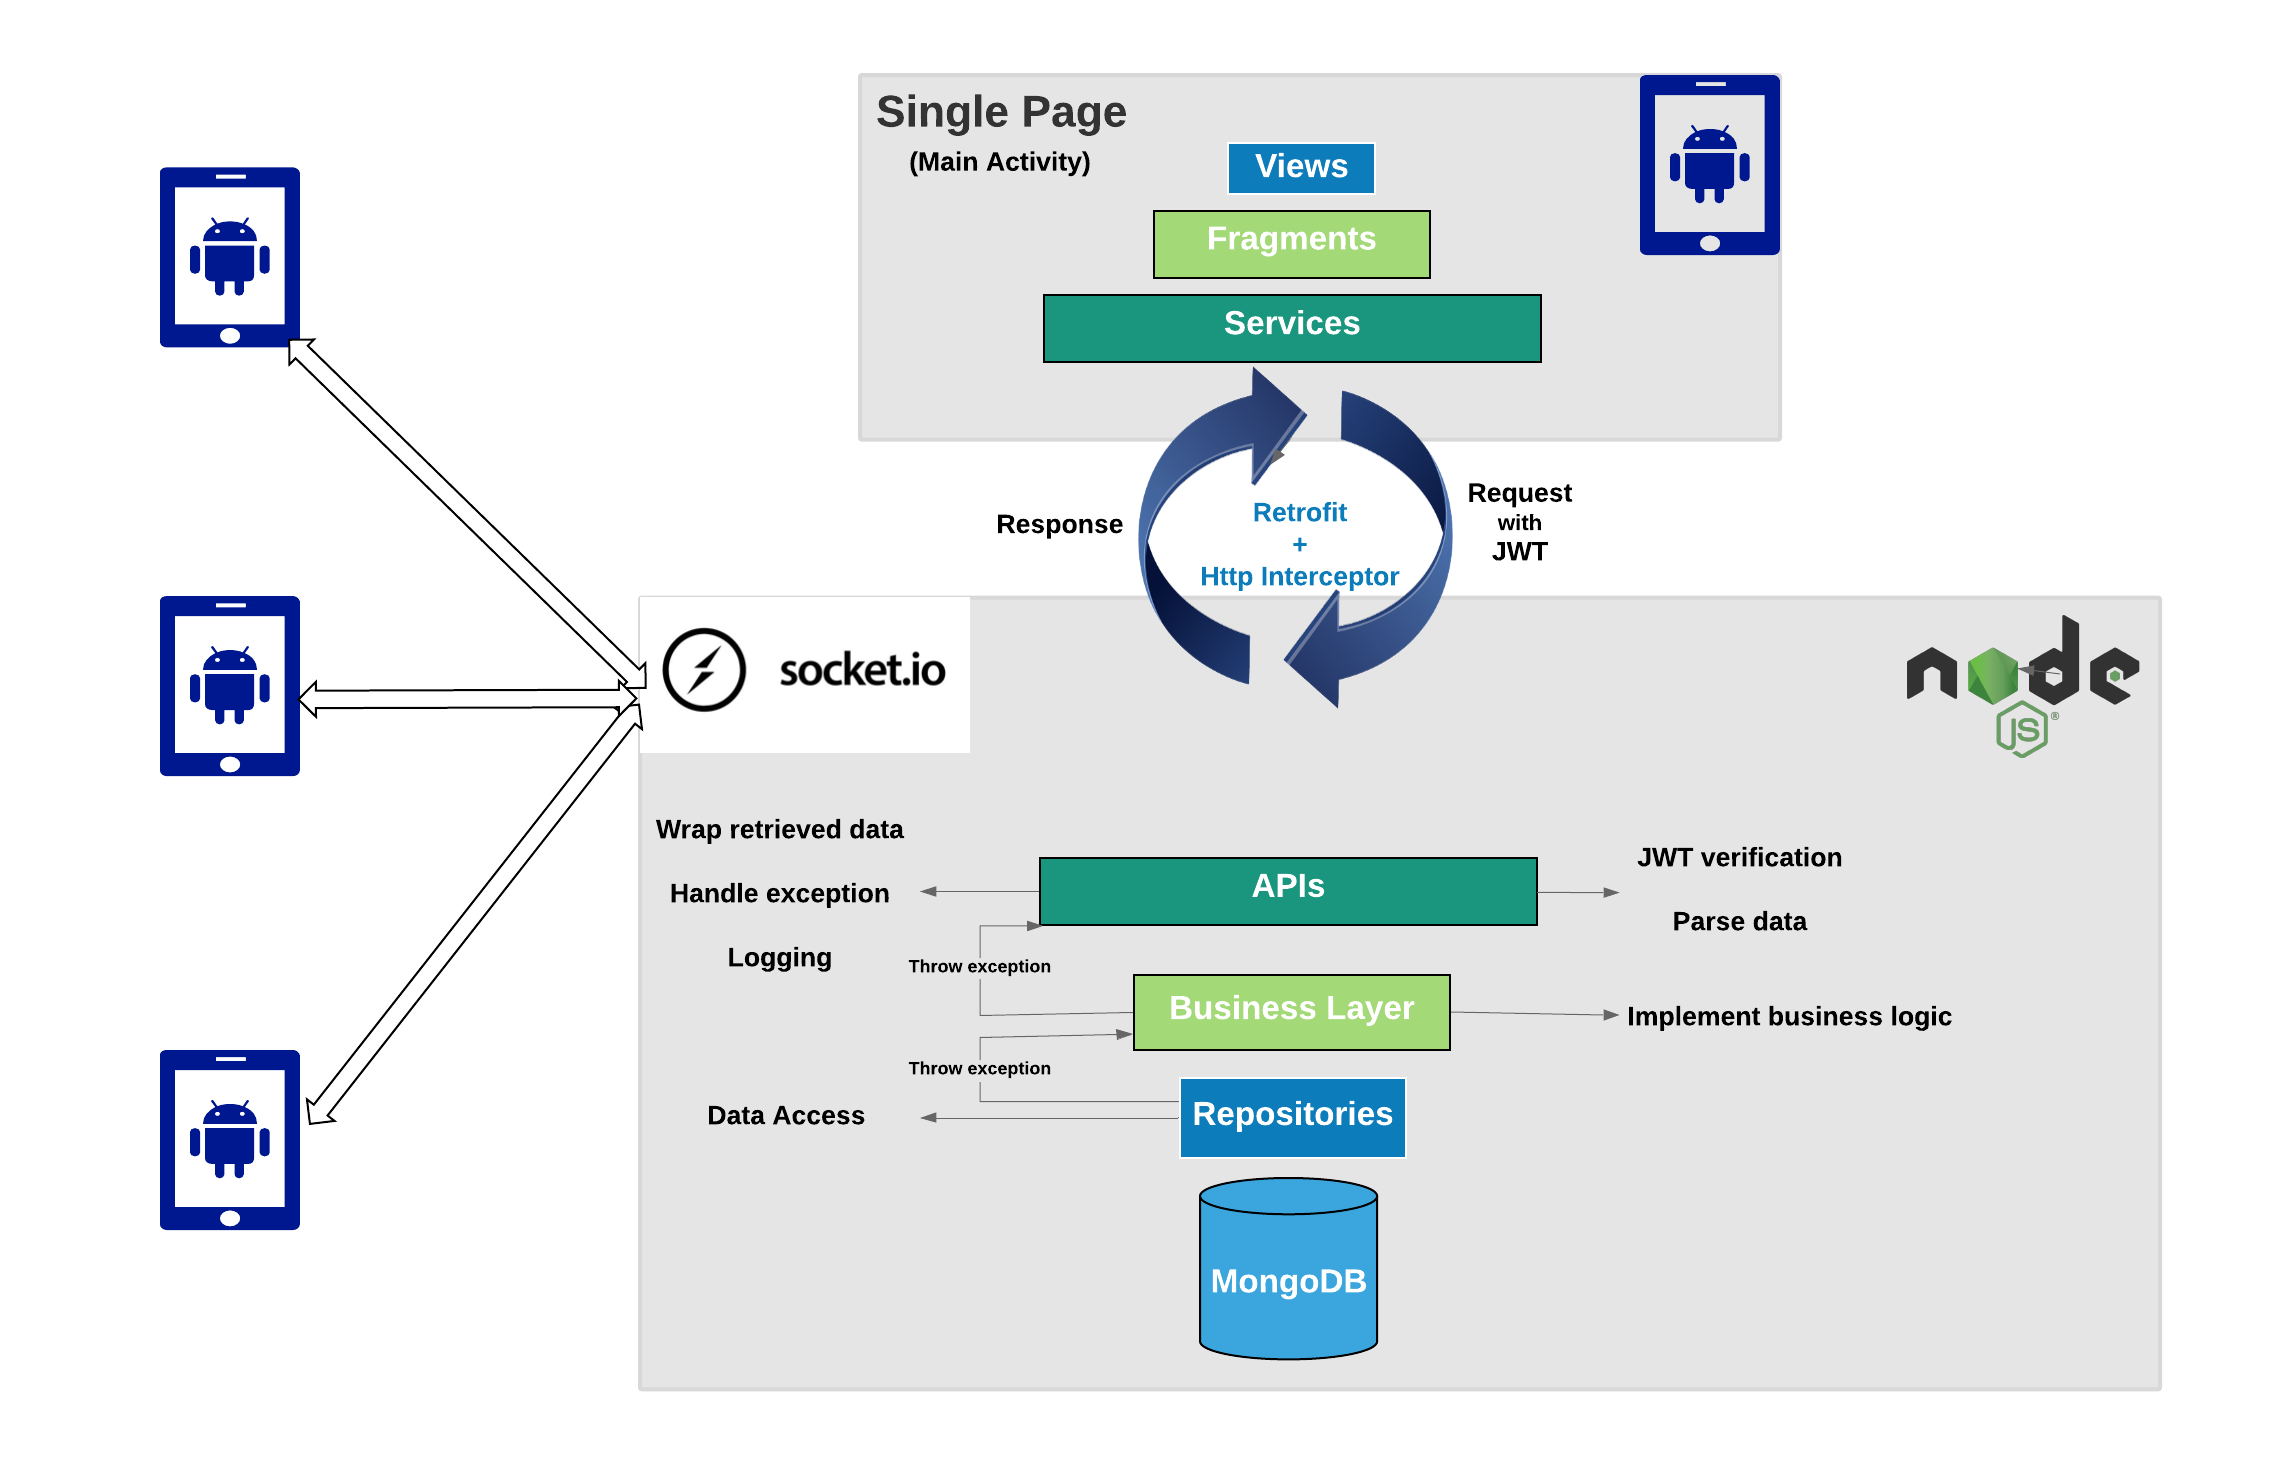 Single Page
(Main Activity)
Views
Fragments
Services
Response
Retrofit
+
Http Interceptor
Request
with
JWT
socket.io
node
JS®
Wrap retrieved data
Handle exception
Logging
APIs
JWT verification
Parse data
Throw exception
Business Layer
Implement business logic
Throw exception
Data Access
Repositories
MongoDB